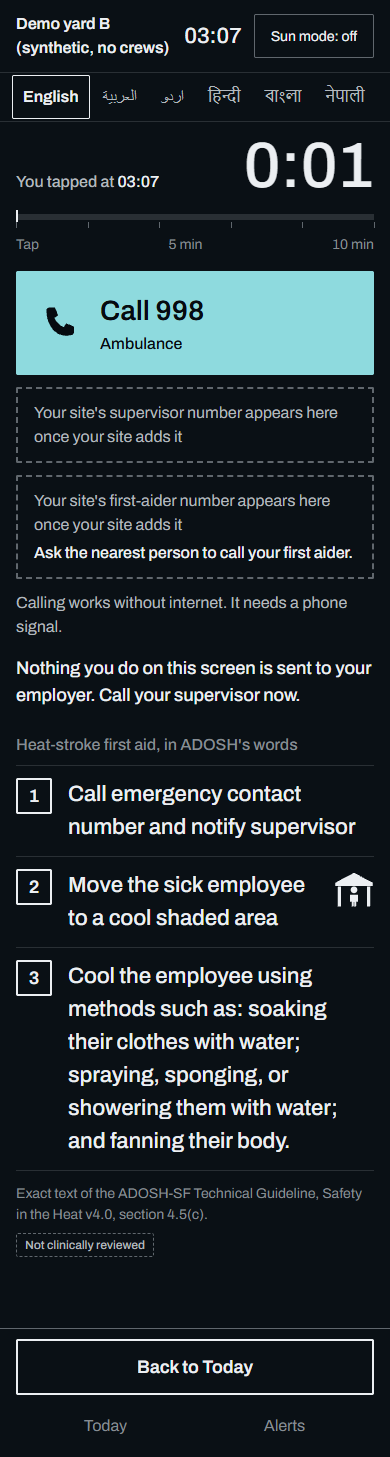 Demo yard B
(synthetic, no crews)
03:07
Sun mode: off
English
العربية
اردو
हिन्दी
বাংলা
नेपाली
You tapped at 03:07
0:01
Tap
5 min
10 min
Call 998
Ambulance
Your site's supervisor number appears here
once your site adds it
Your site's first-aider number appears here
once your site adds it
Ask the nearest person to call your first aider.
Calling works without internet. It needs a phone
signal.
Nothing you do on this screen is sent to your
employer. Call your supervisor now.
Heat-stroke first aid, in ADOSH's words
1
Call emergency contact
number and notify supervisor
2
Move the sick employee
to a cool shaded area
3
Cool the employee using
methods such as: soaking
their clothes with water;
spraying, sponging, or
showering them with water;
and fanning their body.
Exact text of the ADOSH-SF Technical Guideline, Safety
in the Heat v4.0, section 4.5(c).
Not clinically reviewed
Back to Today
Today
Alerts